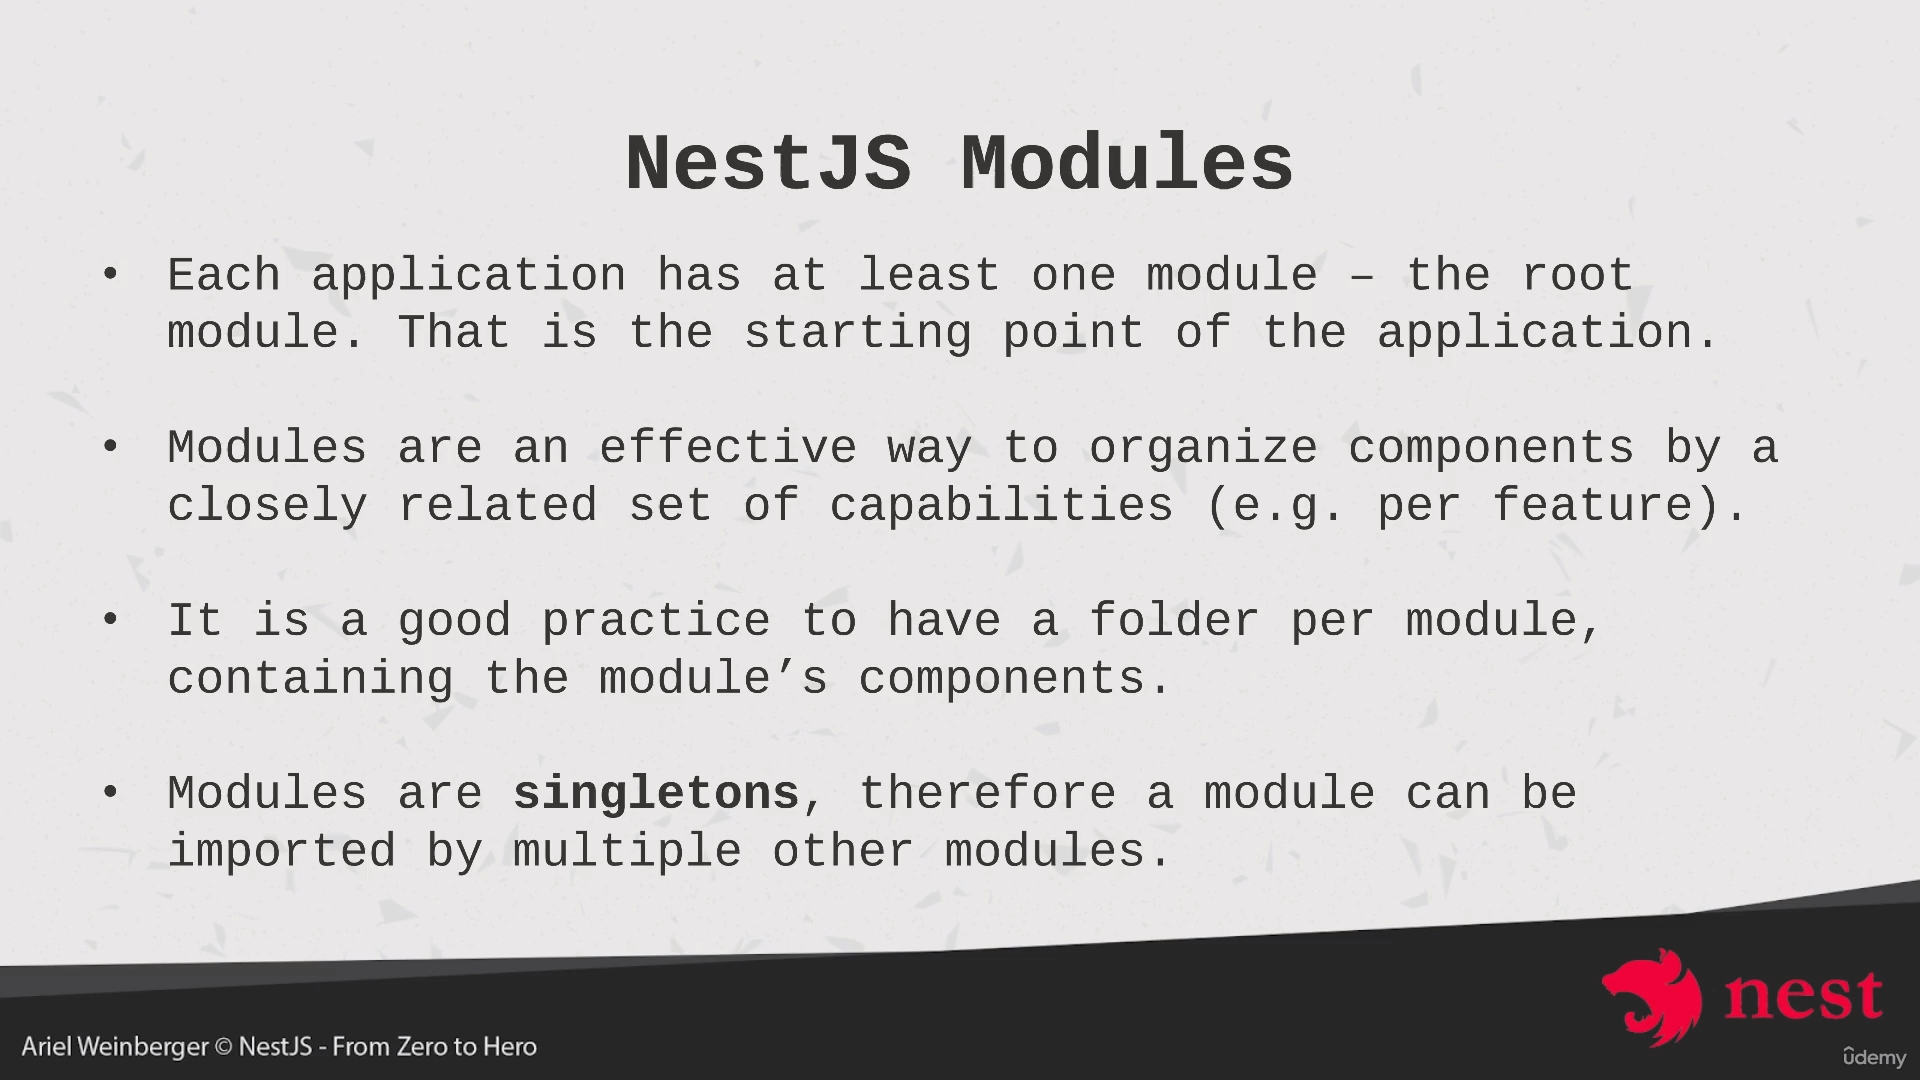 NestJS Modules
• Each application has at least one module – the root
module. That is the starting point of the application.
• Modules are an effective way to organize components by a
closely related set of capabilities (e.g. per feature).
• It is a good practice to have a folder per module,
containing the module’s components.
• Modules are singletons, therefore a module can be
imported by multiple other modules.
nest
Ariel Weinberger © NestJS - From Zero to Hero
ûdemy